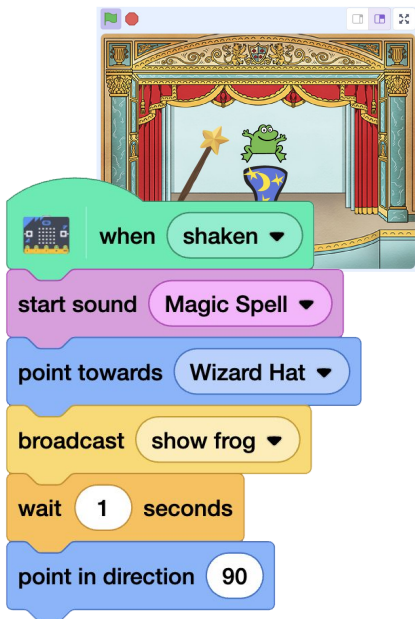 when shaken
start sound Magic Spell
point towards Wizard Hat
broadcast show frog
wait 1 seconds
point in direction 90